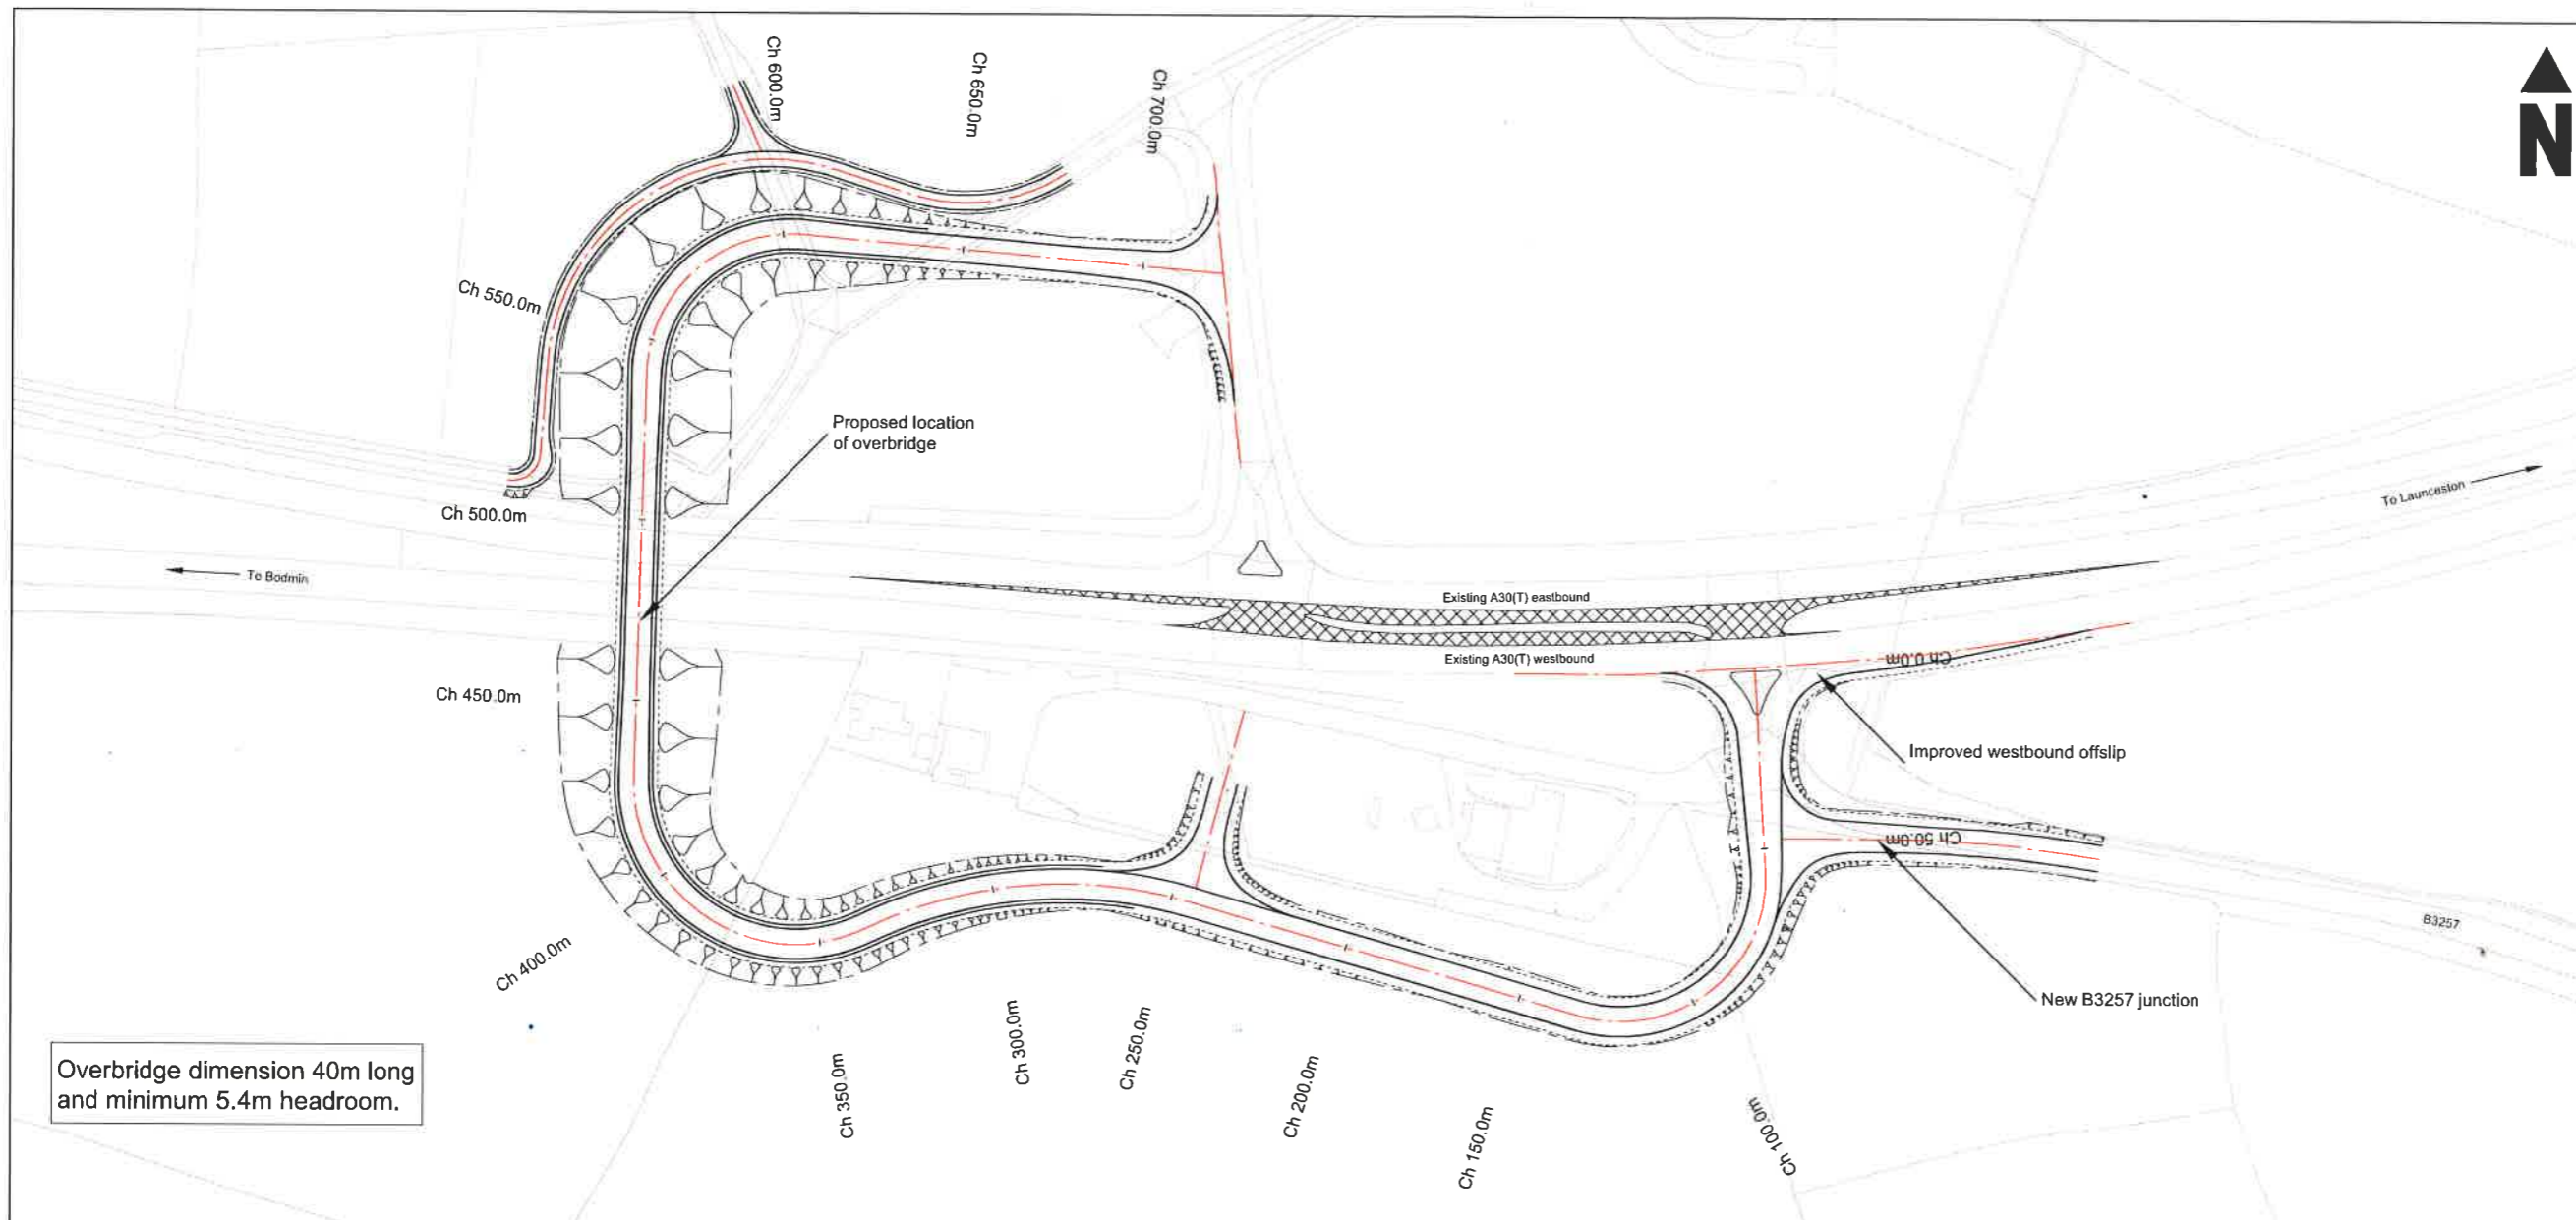 Ch 600.0m
Ch 650.0m
Ch 700.0m
N
Ch 550.0m
Proposed location
of overbridge
To Launceston
Ch 500.0m
To Bodmin
Existing A30(T) eastbound
Existing A30(T) westbound
Ch 0.0m
Ch 450.0m
Improved westbound offslip
Ch 50.0m
B3257
Ch 400.0m
New B3257 junction
Ch 300.0m
Ch 250.0m
Overbridge dimension 40m long
and minimum 5.4m headroom.
Ch 350.0m
Ch 200.0m
Ch 150.0m
Ch 100.0m